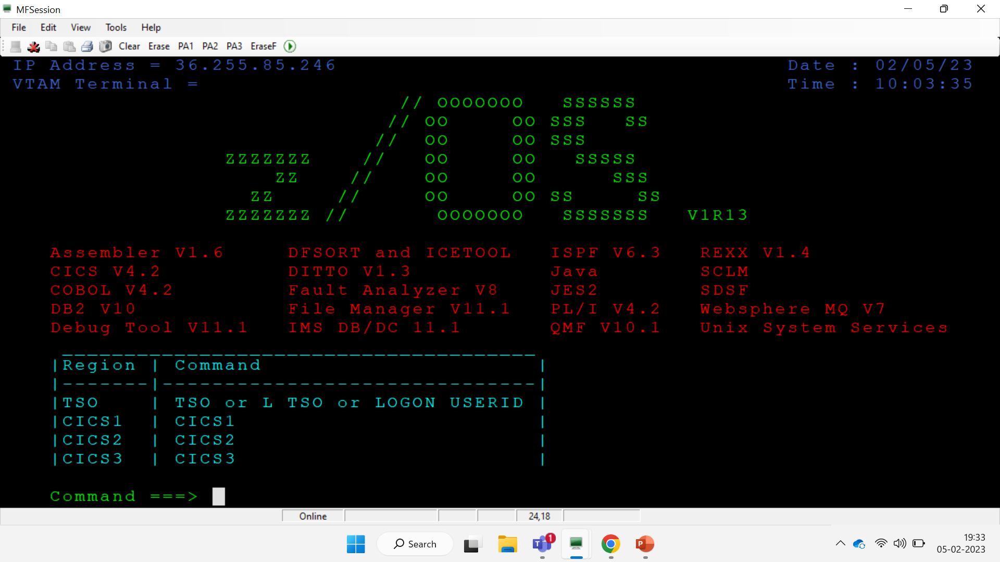 MFSession
File Edit View Tools Help
Clear Erase PA1 PA2 PA3 EraseF
IP Address = 36.255.85.246 Date : 02/05/23
VTAM Terminal = Time : 10:03:35
// OOOOOOO SSSSSS
// OO OO SSS SS
// OO OO SSS
ZZZZZZZ // OO OO SSSSS
ZZ // OO OO SSS
ZZ // OO OO SS SS
ZZZZZZZ // OOOOOOO SSSSSSS V1R13
Assembler V1.6 DFSORT and ICETOOL ISPF V6.3 REXX V1.4
CICS V4.2 DITTO V1.3 Java SCLM
COBOL V4.2 Fault Analyzer V8 JES2 SDSF
DB2 V10 File Manager V11.1 PL/I V4.2 Websphere MQ V7
Debug Tool V11.1 IMS DB/DC 11.1 QMF V10.1 Unix System Services
______________________________________
|Region | Command |
|-------|------------------------------|
|TSO | TSO or L TSO or LOGON USERID |
|CICS1 | CICS1 |
|CICS2 | CICS2 |
|CICS3 | CICS3 |
Command ===>
Online 24,18
Search T 1 P 19:33
05-02-2023